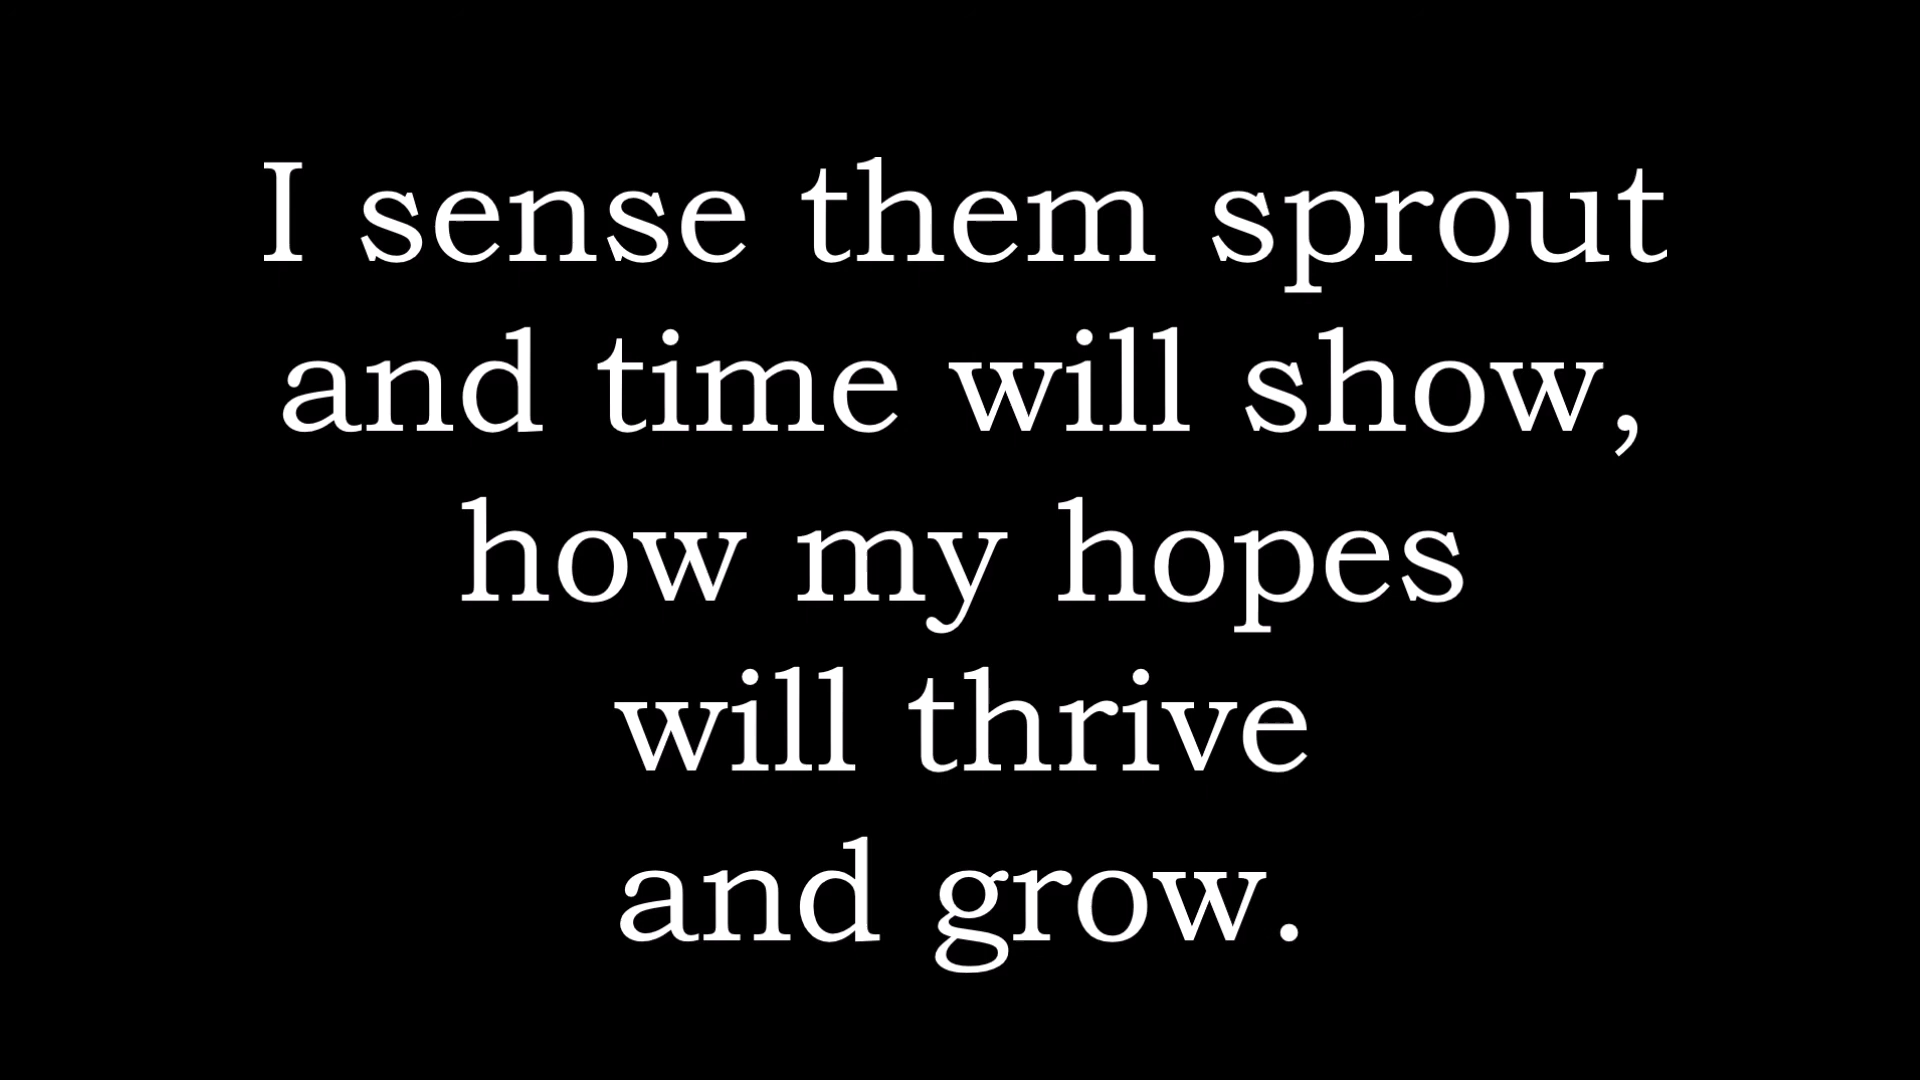 I sense them sprout
and time will show,
how my hopes
will thrive
and grow.